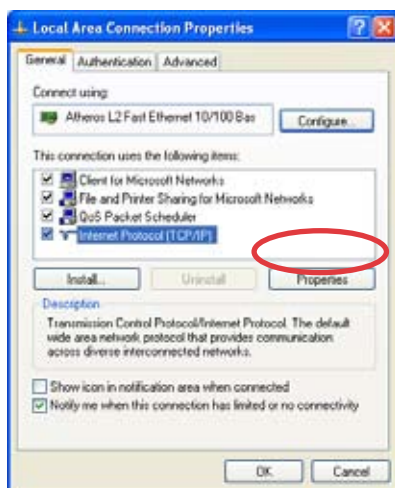 Local Area Connection Properties
General Authentication Advanced
Connect using:
Atheros L2 Fast Ethernet 10/100 Bas
Configure...
This connection uses the following items:
Client for Microsoft Networks
File and Printer Sharing for Microsoft Networks
QoS Packet Scheduler
Internet Protocol (TCP/IP)
Install... Uninstall Properties
Description
Transmission Control Protocol/Internet Protocol. The default
wide area network protocol that provides communication
across diverse interconnected networks.
Show icon in notification area when connected
Notify me when this connection has limited or no connectivity
OK Cancel